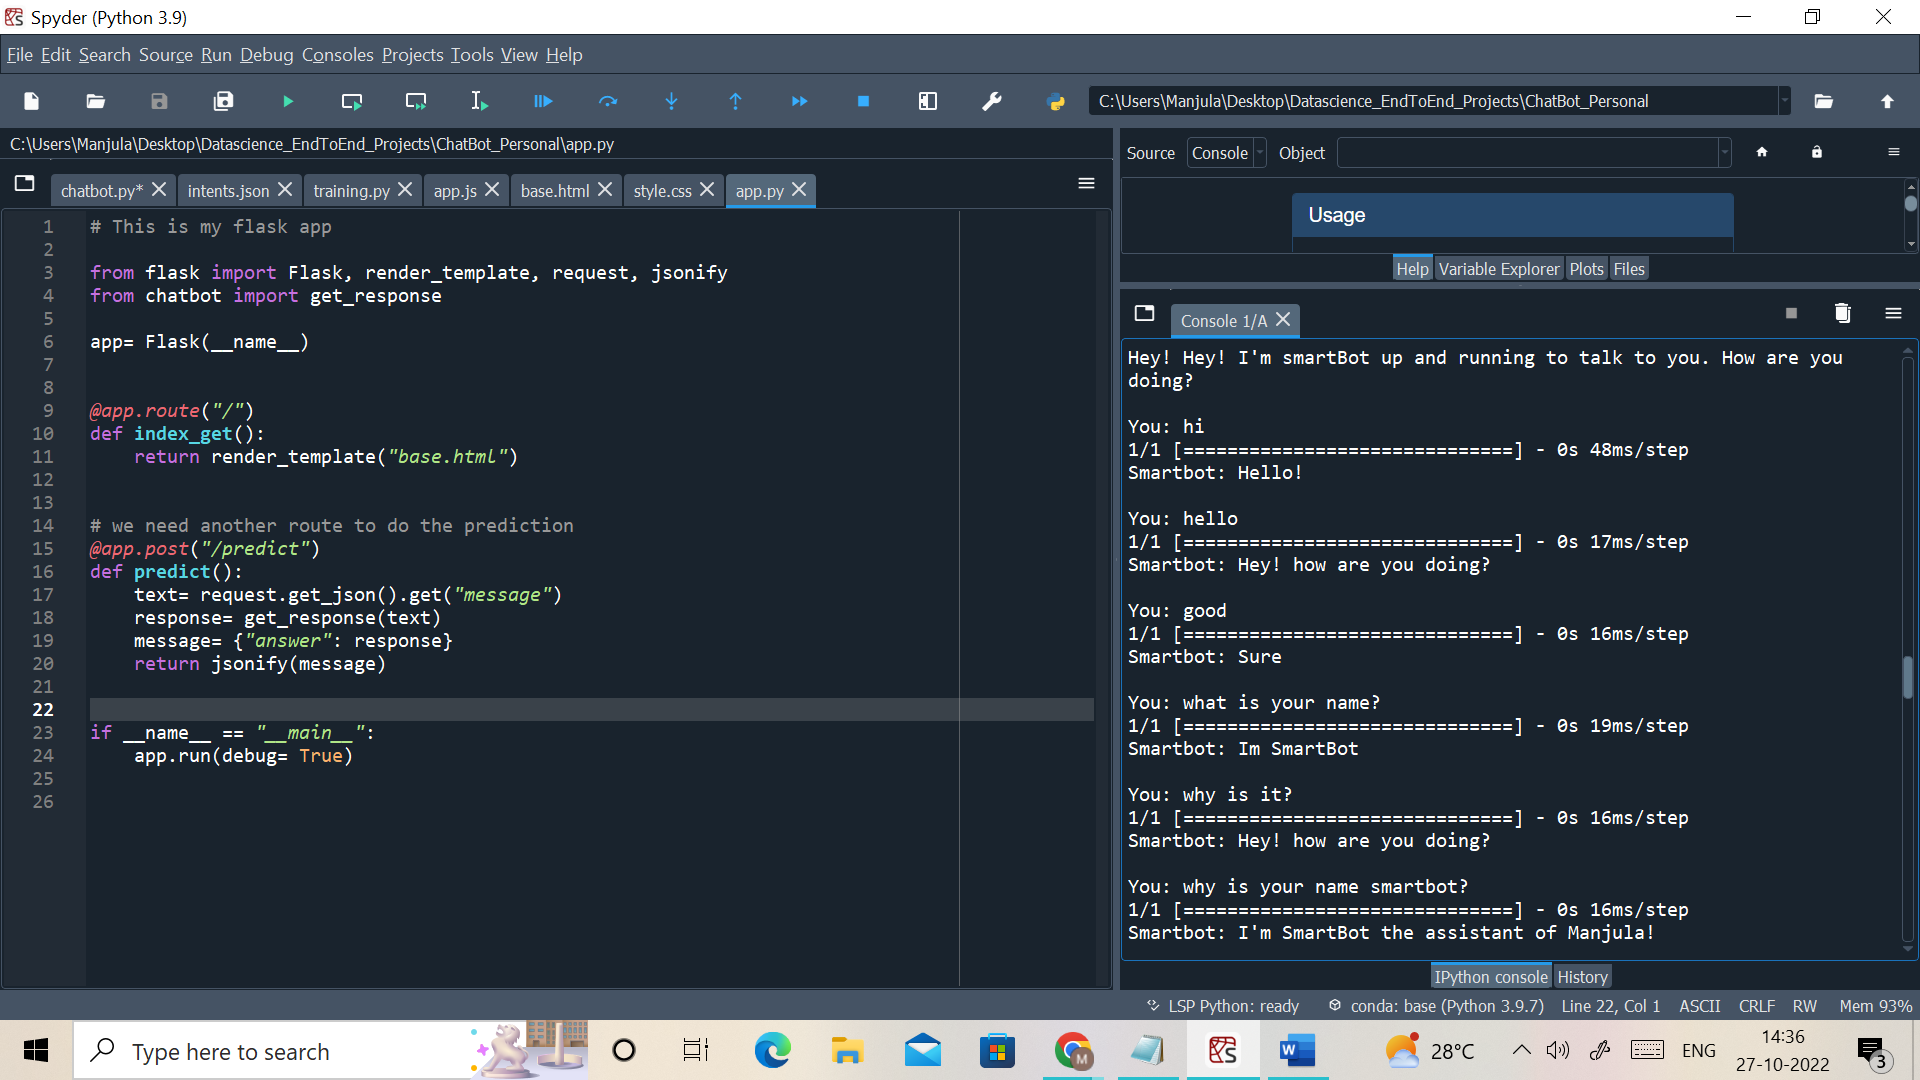 Spyder (Python 3.9)
File Edit Search Source Run Debug Consoles Projects Tools View Help
C:\Users\Manjula\Desktop\Datascience_EndToEnd_Projects\ChatBot_Personal
C:\Users\Manjula\Desktop\Datascience_EndToEnd_Projects\ChatBot_Personal\app.py
chatbot.py* intents.json training.py app.js base.html style.css app.py
1 # This is my flask app
2
3 from flask import Flask, render_template, request, jsonify
4 from chatbot import get_response
5
6 app= Flask(__name__)
7
8
9 @app.route("/")
10 def index_get():
11     return render_template("base.html")
12
13
14 # we need another route to do the prediction
15 @app.post("/predict")
16 def predict():
17     text= request.get_json().get("message")
18     response= get_response(text)
19     message= {"answer": response}
20     return jsonify(message)
21
22
23 if __name__ == "__main__":
24     app.run(debug= True)
25
26
Source Console Object
Usage
Help Variable Explorer Plots Files
Console 1/A
Hey! Hey! I'm smartBot up and running to talk to you. How are you
doing?
You: hi
1/1 [==============================] - 0s 48ms/step
Smartbot: Hello!
You: hello
1/1 [==============================] - 0s 17ms/step
Smartbot: Hey! how are you doing?
You: good
1/1 [==============================] - 0s 16ms/step
Smartbot: Sure
You: what is your name?
1/1 [==============================] - 0s 19ms/step
Smartbot: Im SmartBot
You: why is it?
1/1 [==============================] - 0s 16ms/step
Smartbot: Hey! how are you doing?
You: why is your name smartbot?
1/1 [==============================] - 0s 16ms/step
Smartbot: I'm SmartBot the assistant of Manjula!
IPython console History
LSP Python: ready conda: base (Python 3.9.7) Line 22, Col 1 ASCII CRLF RW Mem 93%
Type here to search
M
W
28°C
ENG
14:36
27-10-2022
3